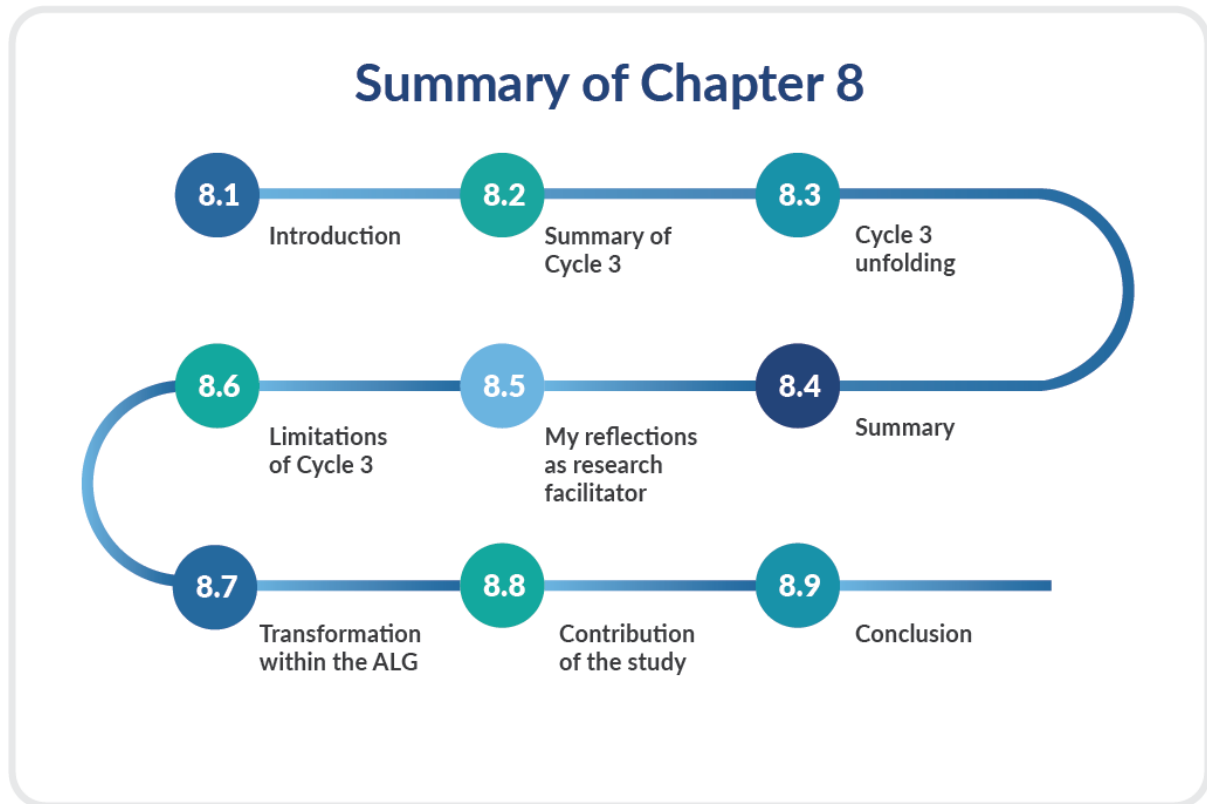 Summary of Chapter 8
8.1
Introduction
8.2
Summary of
Cycle 3
8.3
Cycle 3
unfolding
8.4
Summary
8.5
My reflections
as research
facilitator
8.6
Limitations
of Cycle 3
8.7
Transformation
within the ALG
8.8
Contribution
of the study
8.9
Conclusion